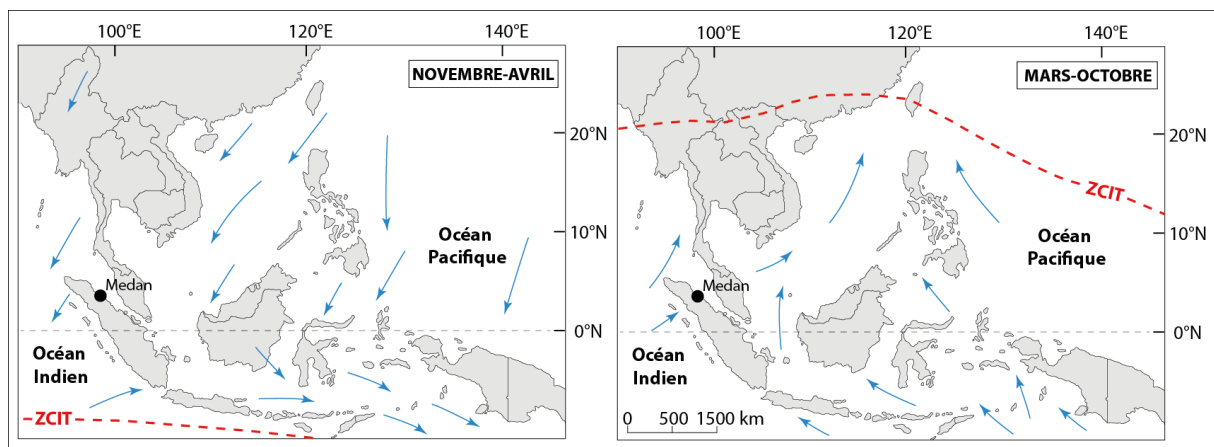 100°E
120°E
140°E
NOVEMBRE-AVRIL
20°N
10°N
Océan
Pacifique
Medan
0°N
Océan
Indien
ZCIT
100°E
120°E
140°E
MARS-OCTOBRE
20°N
ZCIT
10°N
Océan
Pacifique
Medan
0°N
Océan
Indien
0 500 1500 km